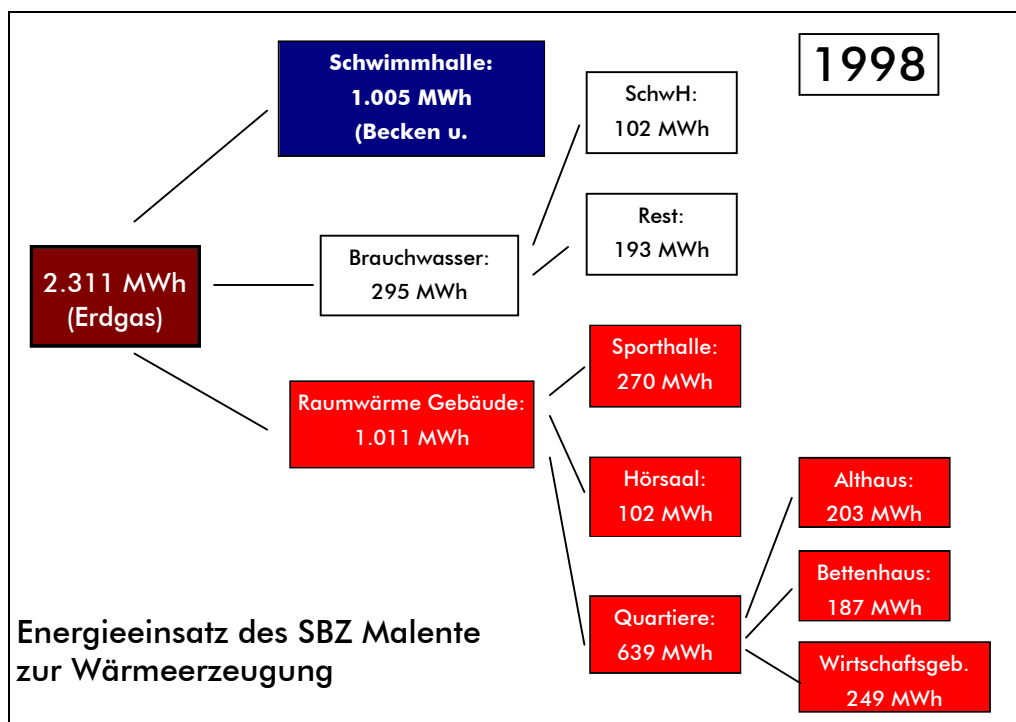 1998
Schwimmhalle:
1.005 MWh
(Becken u.
SchwH:
102 MWh
Rest:
193 MWh
2.311 MWh
(Erdgas)
Brauchwasser:
295 MWh
Raumwärme Gebäude:
1.011 MWh
Sporthalle:
270 MWh
Hörsaal:
102 MWh
Quartiere:
639 MWh
Althaus:
203 MWh
Bettenhaus:
187 MWh
Wirtschaftsgeb.
249 MWh
Energieeinsatz des SBZ Malente
zur Wärmeerzeugung